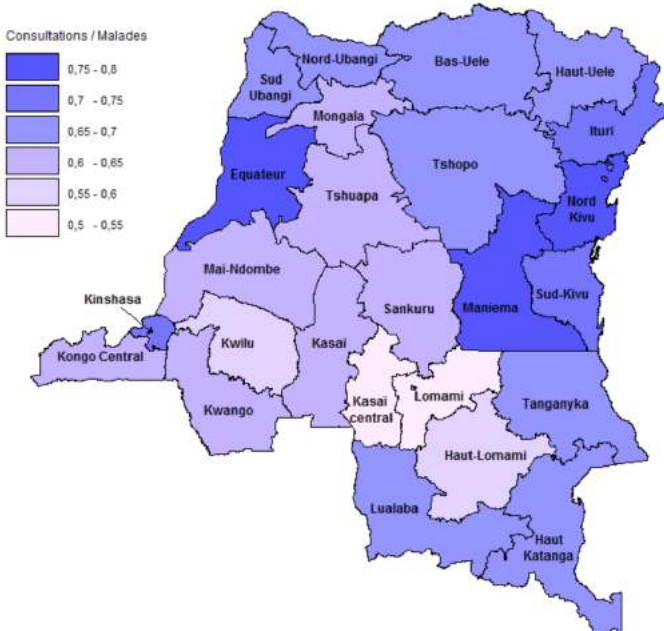 Consultations / Malades
0,75 - 0,8
0,7 - 0,75
0,65 - 0,7
0,6 - 0,65
0,55 - 0,6
0,5 - 0,55
Nord-Ubangi
Bas-Uele
Haut-Uele
Sud
Ubangi
Mongala
Ituri
Equateur
Tshopo
Tshuapa
Nord
Kivu
Mai-Ndombe
Kinshasa
Sankuru
Maniema
Sud-Kivu
Kongo Central
Kwilu
Kasaï
Kwango
Kasaï
central
Lomami
Tanganyka
Haut-Lomami
Lualaba
Haut
Katanga